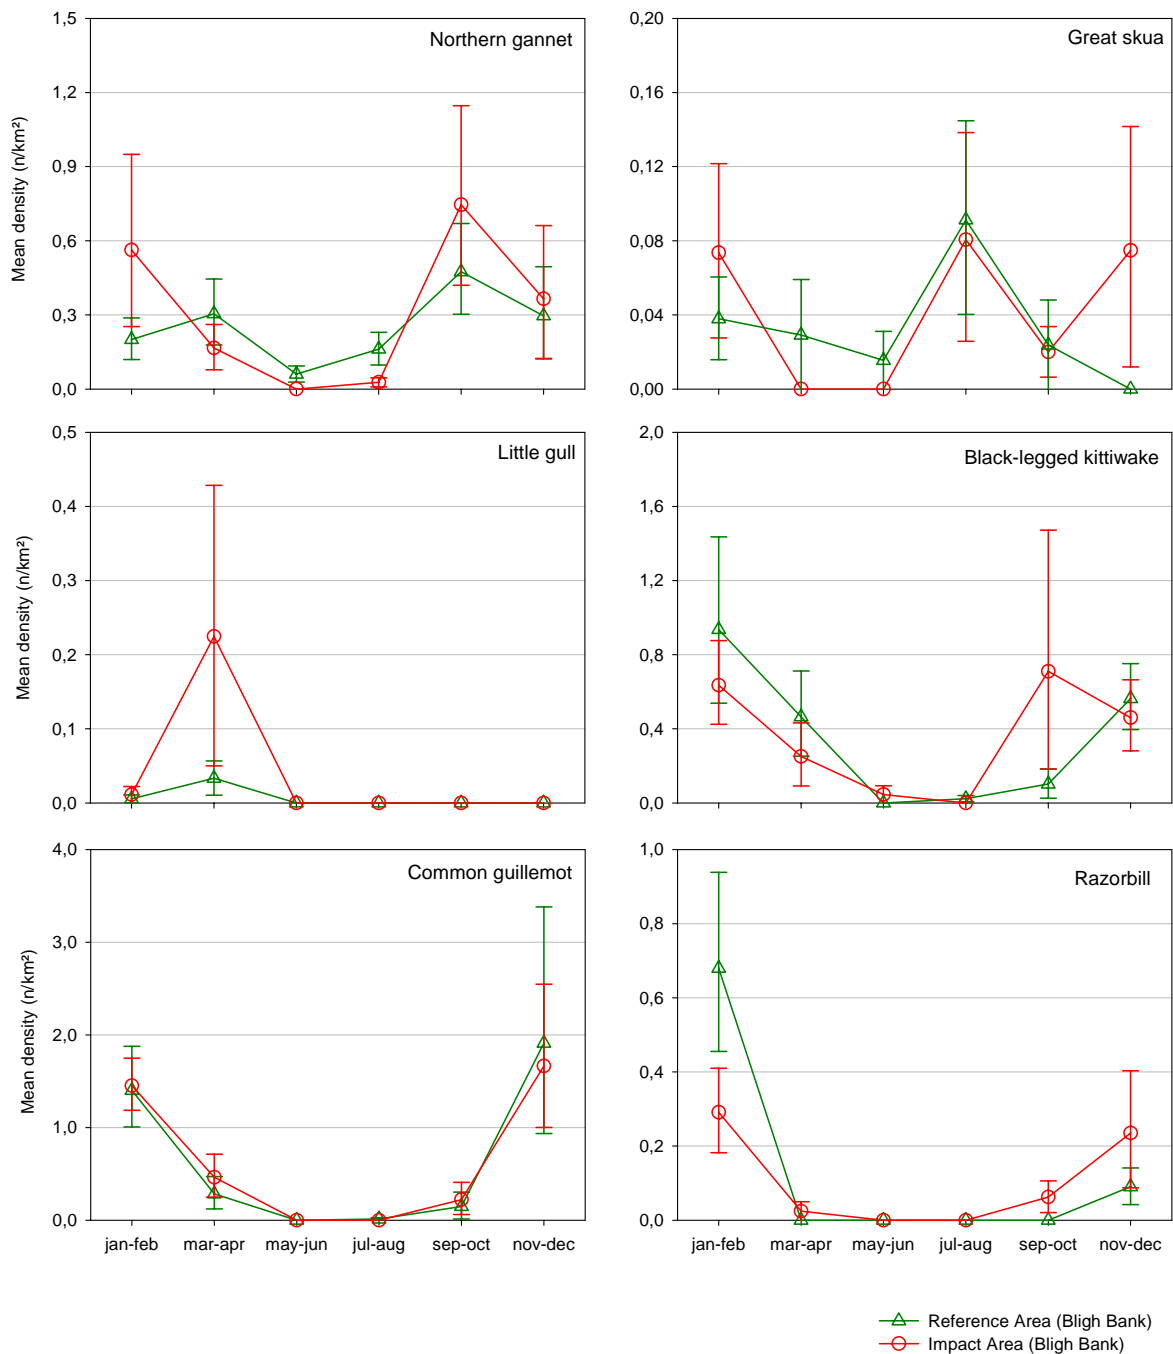 1,5
1,2
0,9
0,6
0,3
0,0
Mean density (n/km²)
Northern gannet
0,20
0,16
0,12
0,08
0,04
0,00
Great skua
0,5
0,4
0,3
0,2
0,1
0,0
Mean density (n/km²)
Little gull
2,0
1,6
1,2
0,8
0,4
0,0
Black-legged kittiwake
4,0
3,0
2,0
1,0
0,0
Mean density (n/km²)
Common guillemot
jan-feb mar-apr may-jun jul-aug sep-oct nov-dec
1,0
0,8
0,6
0,4
0,2
0,0
Razorbill
jan-feb mar-apr may-jun jul-aug sep-oct nov-dec
Reference Area (Bligh Bank)
Impact Area (Bligh Bank)